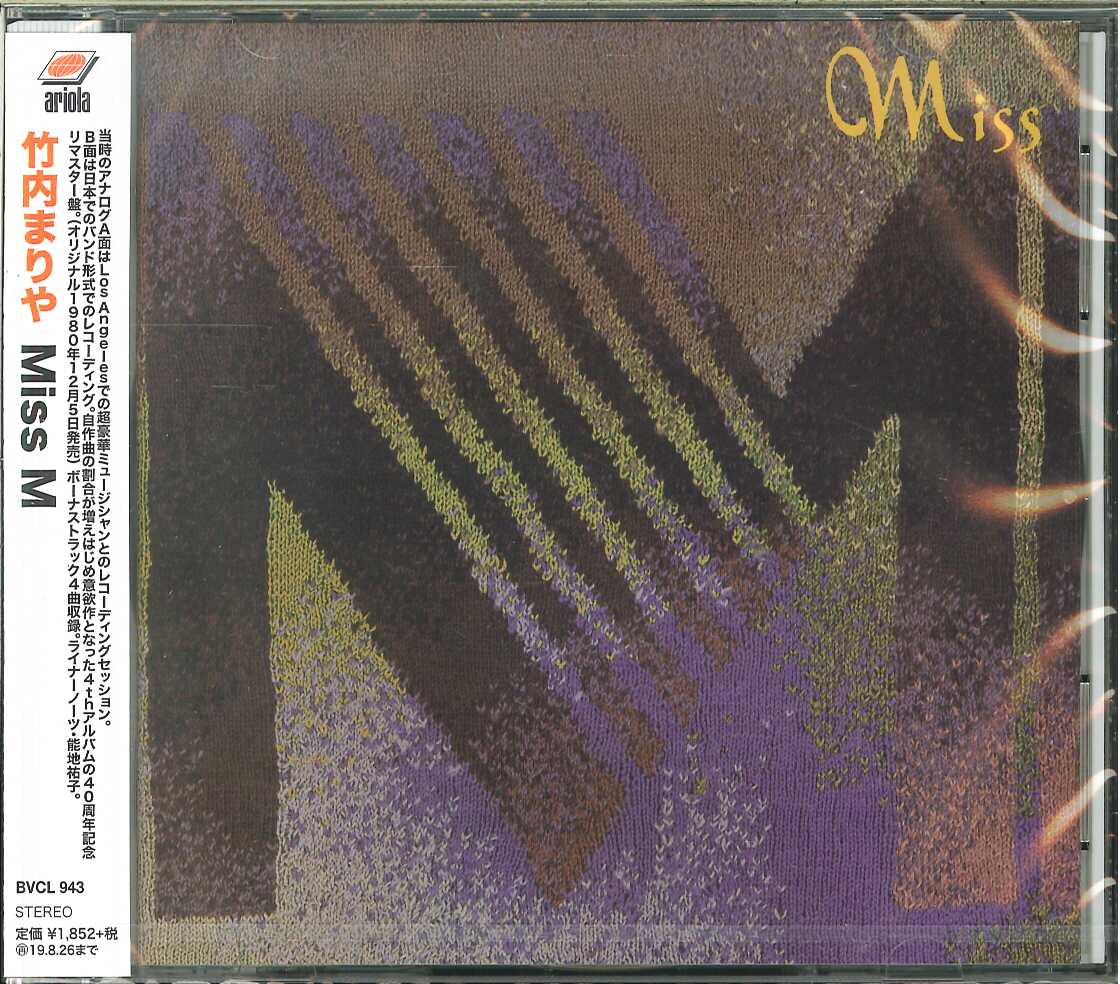 ariola
竹内まりや Miss M
当時のアナログA面はLos Angelesでの超豪華ミュージシャンとのレコーディングセッション。
B面は日本でのバンド形式でのレコーディング。自作曲の割合が増えはじめ意欲作となった4thアルバムの40周年記念
リマスター盤。(オリジナル1980年12月5日発売) ボーナストラック4曲収録。ライナーノーツ・能地祐子。
BVCL 943
STEREO
定価 ¥1,852+税
㊓19.8.26まで
Miss